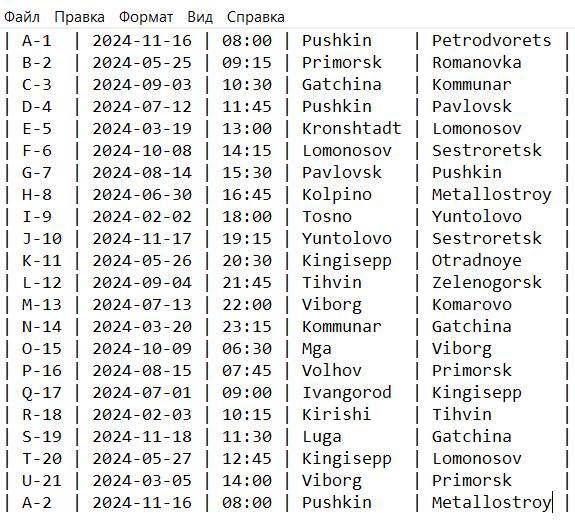 Файл Правка Формат Вид Справка
| A-1 | 2024-11-16 | 08:00 | Pushkin | Petrodvorets |
| B-2 | 2024-05-25 | 09:15 | Primorsk | Romanovka |
| C-3 | 2024-09-03 | 10:30 | Gatchina | Kommunar |
| D-4 | 2024-07-12 | 11:45 | Pushkin | Pavlovsk |
| E-5 | 2024-03-19 | 13:00 | Kronshtadt | Lomonosov |
| F-6 | 2024-10-08 | 14:15 | Lomonosov | Sestroretsk |
| G-7 | 2024-08-14 | 15:30 | Pavlovsk | Pushkin |
| H-8 | 2024-06-30 | 16:45 | Kolpino | Metallostroy |
| I-9 | 2024-02-02 | 18:00 | Tosno | Yuntolovo |
| J-10 | 2024-11-17 | 19:15 | Yuntolovo | Sestroretsk |
| K-11 | 2024-05-26 | 20:30 | Kingisepp | Otradnoye |
| L-12 | 2024-09-04 | 21:45 | Tihvin | Zelenogorsk |
| M-13 | 2024-07-13 | 22:00 | Viborg | Komarovo |
| N-14 | 2024-03-20 | 23:15 | Kommunar | Gatchina |
| O-15 | 2024-10-09 | 06:30 | Mga | Viborg |
| P-16 | 2024-08-15 | 07:45 | Volhov | Primorsk |
| Q-17 | 2024-07-01 | 09:00 | Ivangorod | Kingisepp |
| R-18 | 2024-02-03 | 10:15 | Kirishi | Tihvin |
| S-19 | 2024-11-18 | 11:30 | Luga | Gatchina |
| T-20 | 2024-05-27 | 12:45 | Kingisepp | Lomonosov |
| U-21 | 2024-03-05 | 14:00 | Viborg | Primorsk |
| A-2 | 2024-11-16 | 08:00 | Pushkin | Metallostroy |